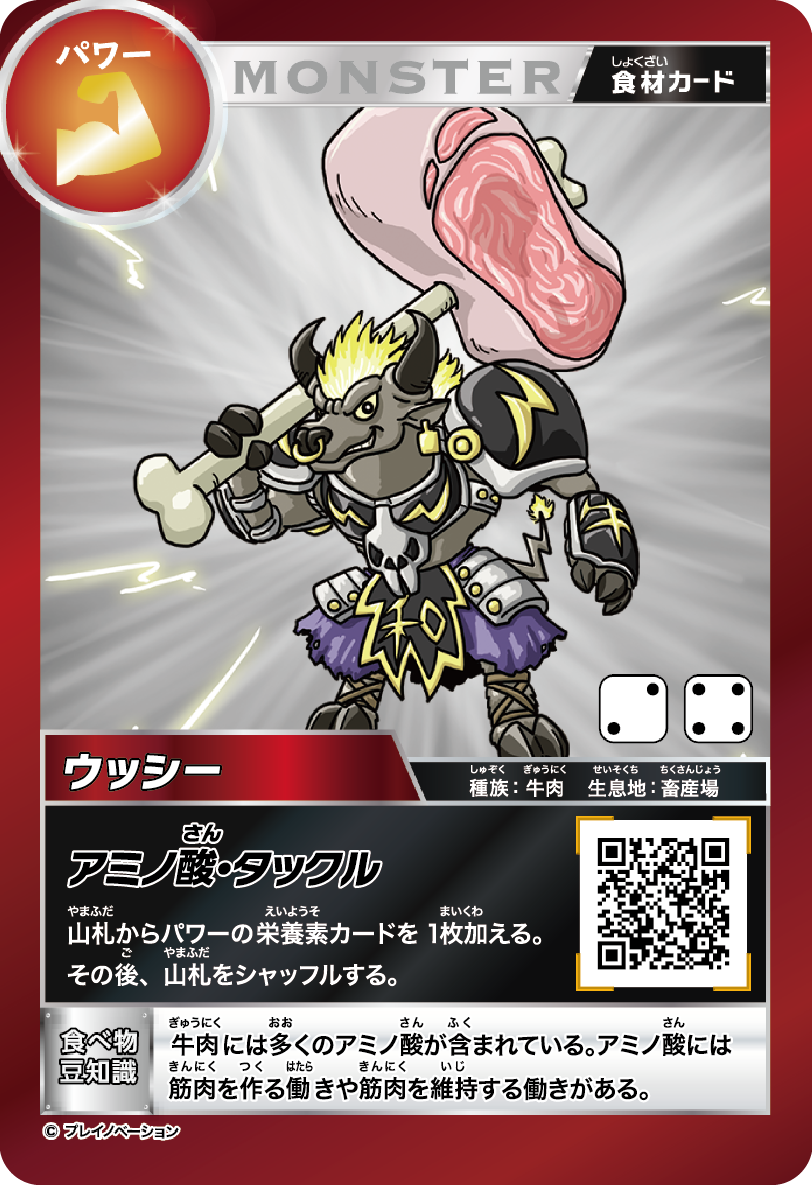 パワー
MONSTER
しょくざい
食材カード
ウッシー
しゅぞく ぎゅうにく せいそくち ちくさんじょう
種族：牛肉 生息地：畜産場
さん
アミノ酸・タックル
やまふだ えいようそ まいくわ
山札からパワーの栄養素カードを 1枚加える。
ご やまふだ
その後、山札をシャッフルする。
食べ物
豆知識
ぎゅうにく おお さん ふく さん
牛肉には多くのアミノ酸が含まれている。アミノ酸には
きんにく つく はたら きんにく いじ
筋肉を作る働きや筋肉を維持する働きがある。
© プレイノベーション